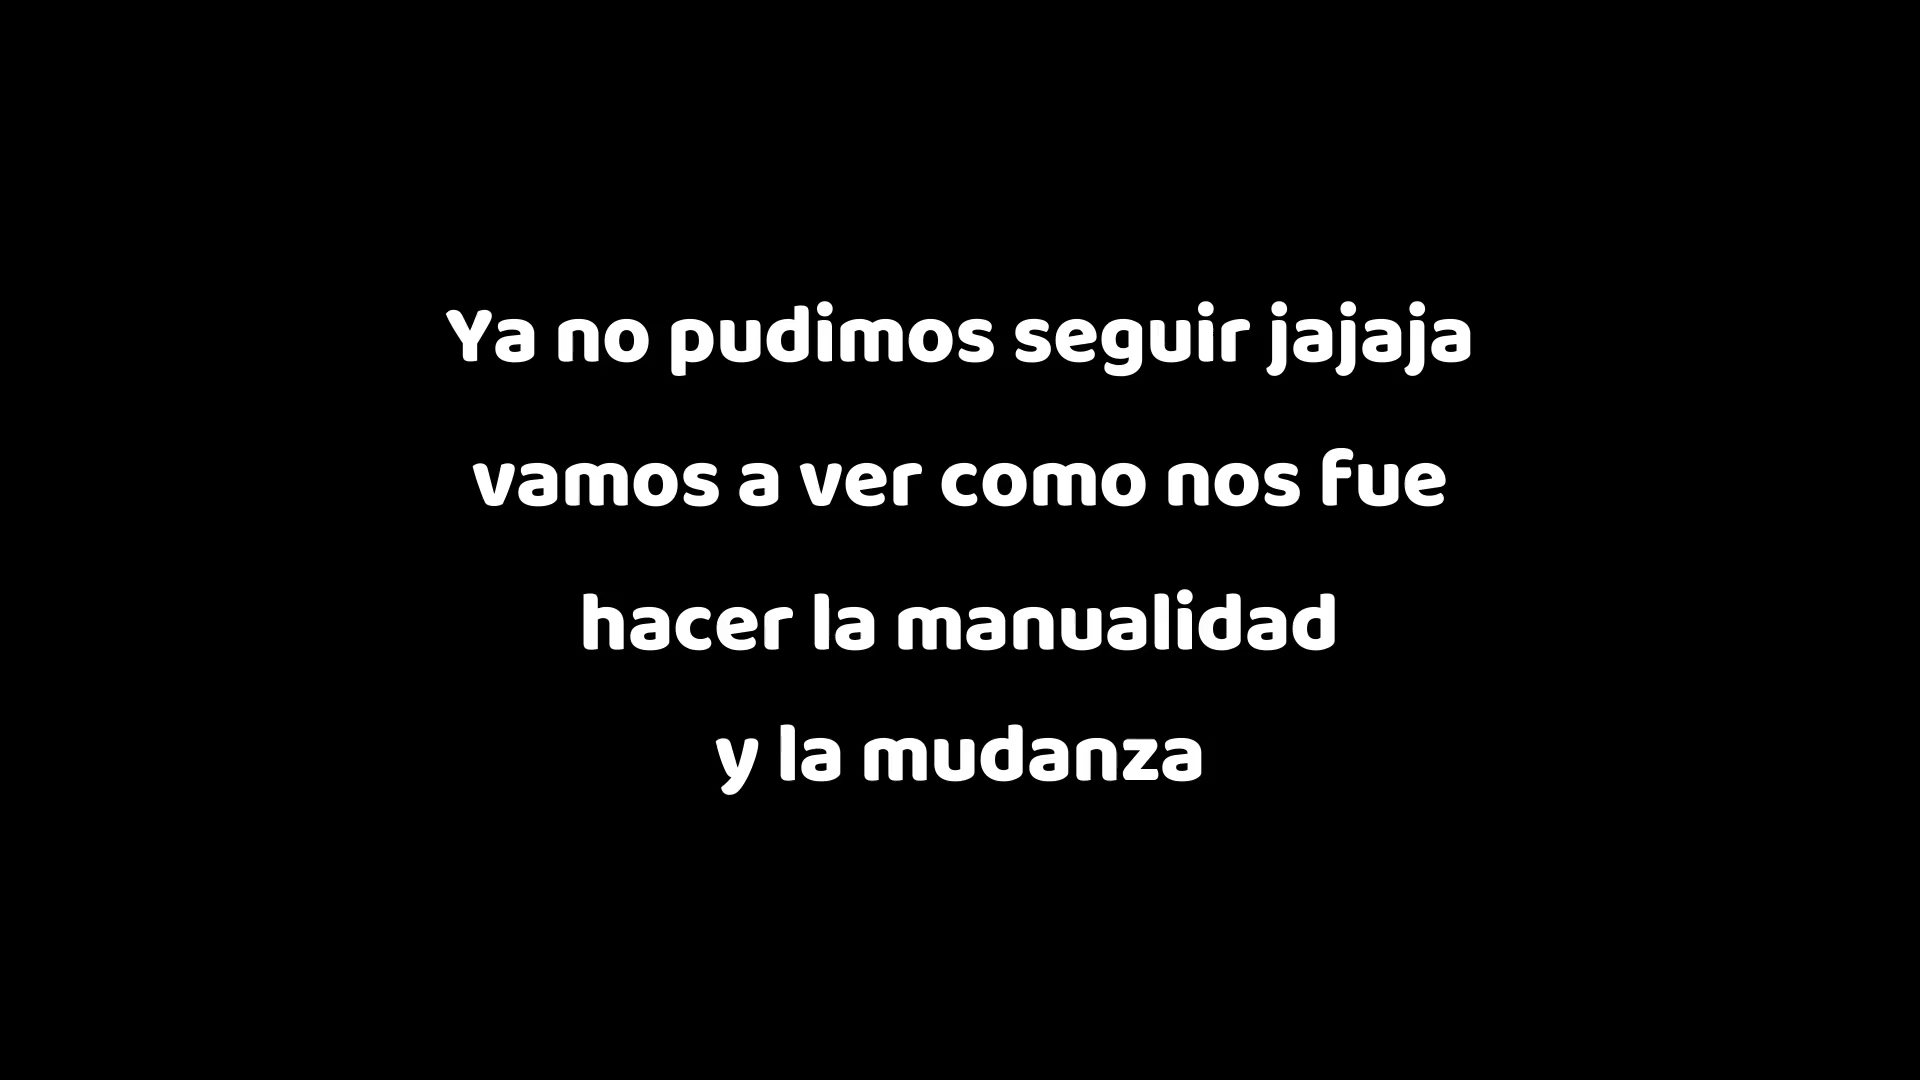 Ya no pudimos seguir jajaja
vamos a ver como nos fue
hacer la manualidad
y la mudanza